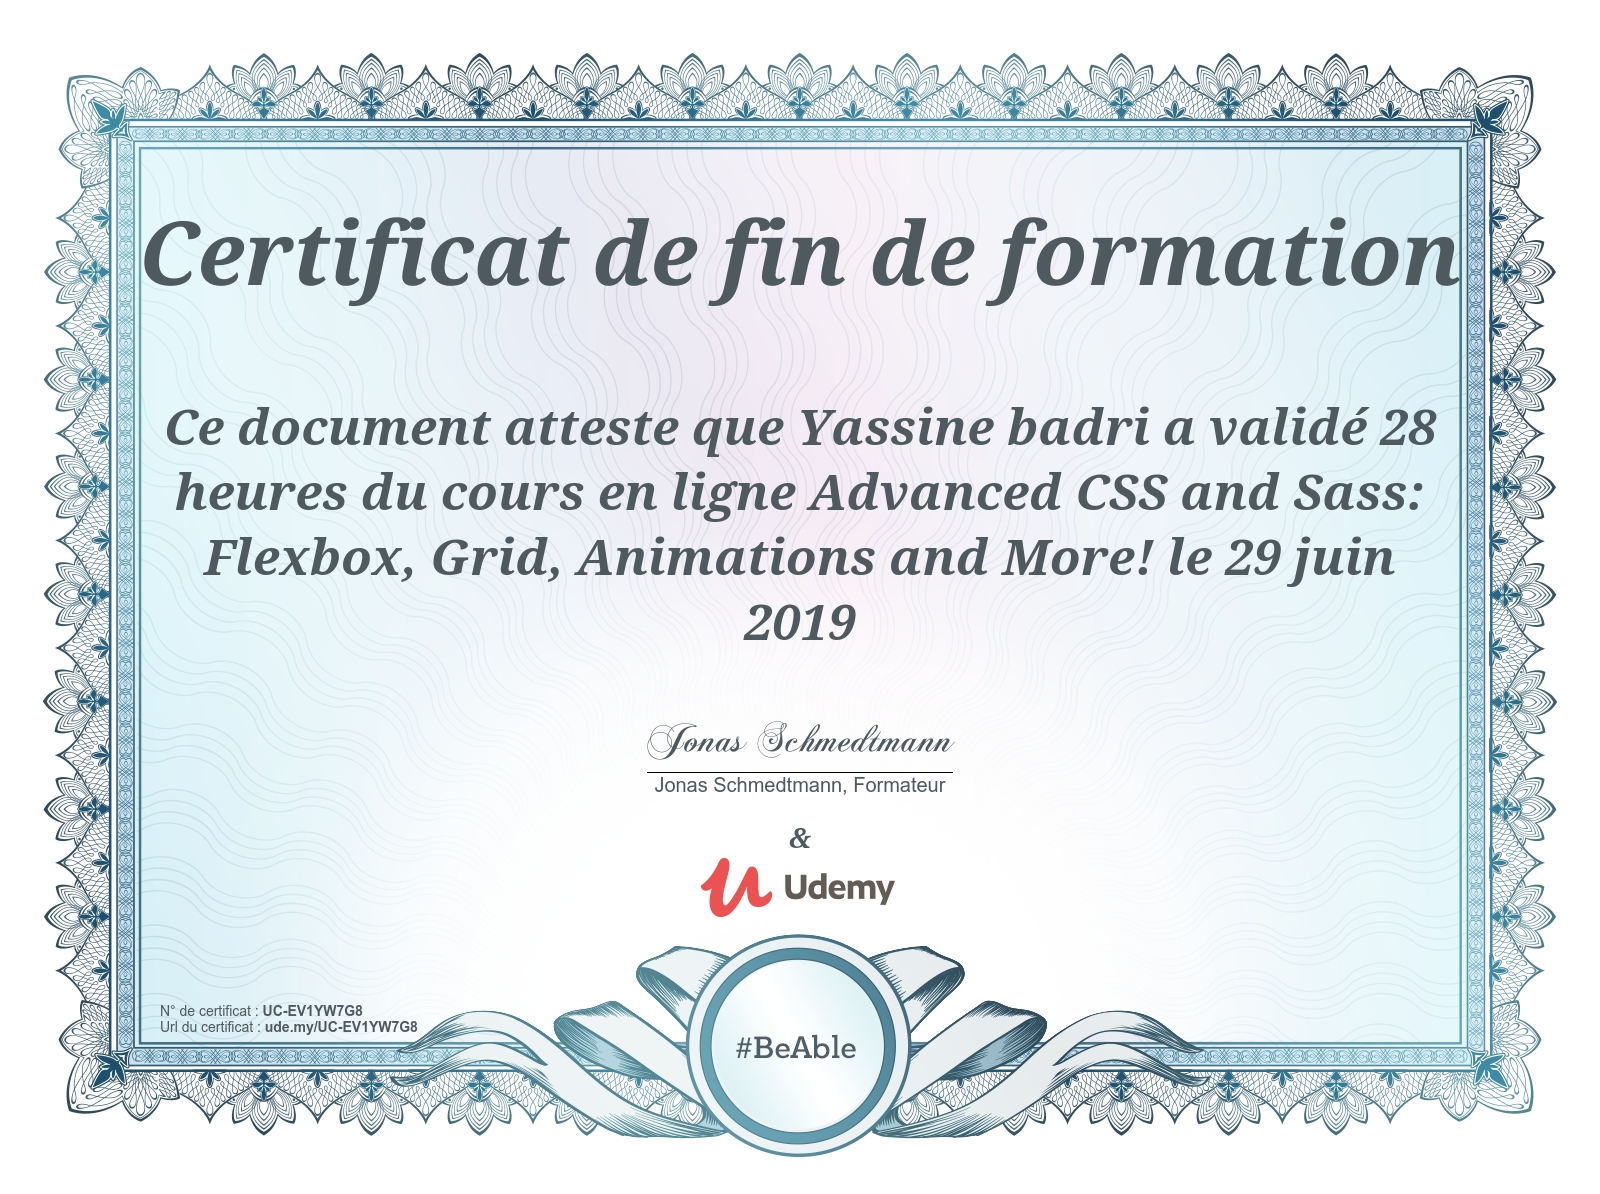 Certificat de fin de formation
Ce document atteste que Yassine badri a validé 28
heures du cours en ligne Advanced CSS and Sass:
Flexbox, Grid, Animations and More! le 29 juin
2019
Jonas Schmedtmann
Jonas Schmedtmann, Formateur
&
Udemy
#BeAble
N° de certificat : UC-EV1YW7G8
Url du certificat : ude.my/UC-EV1YW7G8